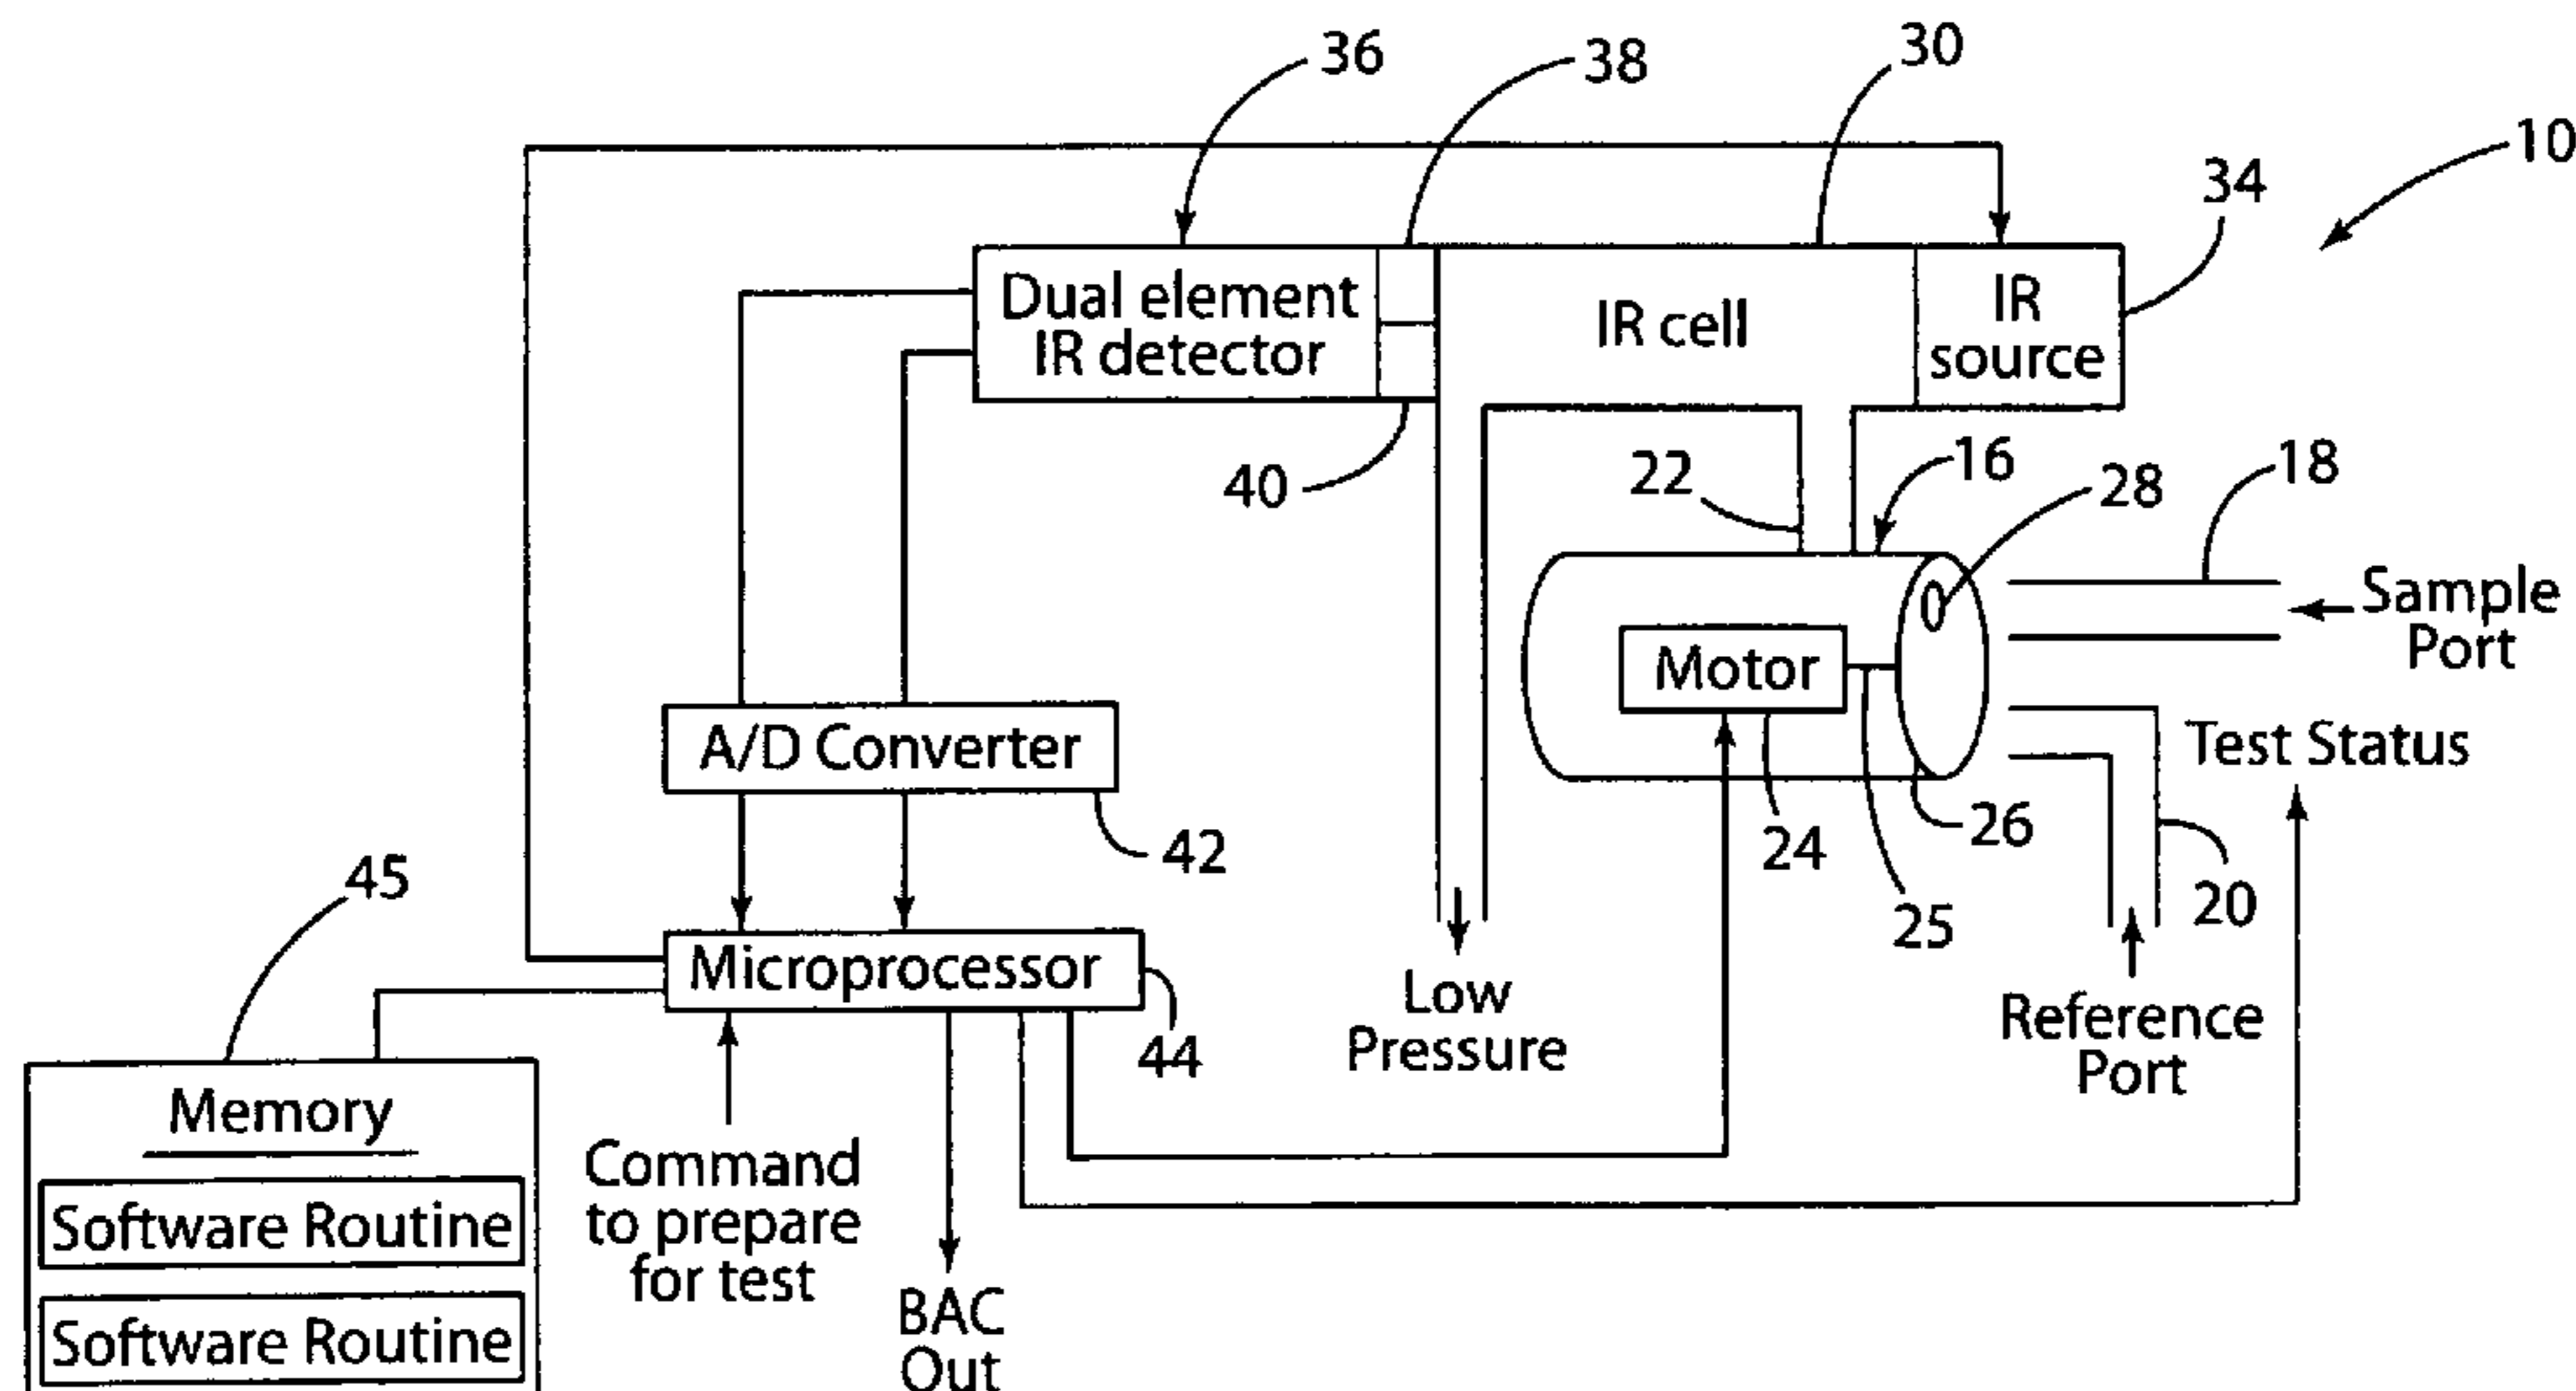 36
38
30
10
34
Dual element
IR detector
IR cell
IR
source
40
22
16
28
18
Sample
Port
Motor
A/D Converter
Test Status
42
24
26
20
25
45
Microprocessor
44
Low
Pressure
Reference
Port
Memory
Command
to prepare
for test
Software Routine
BAC
Out
Software Routine